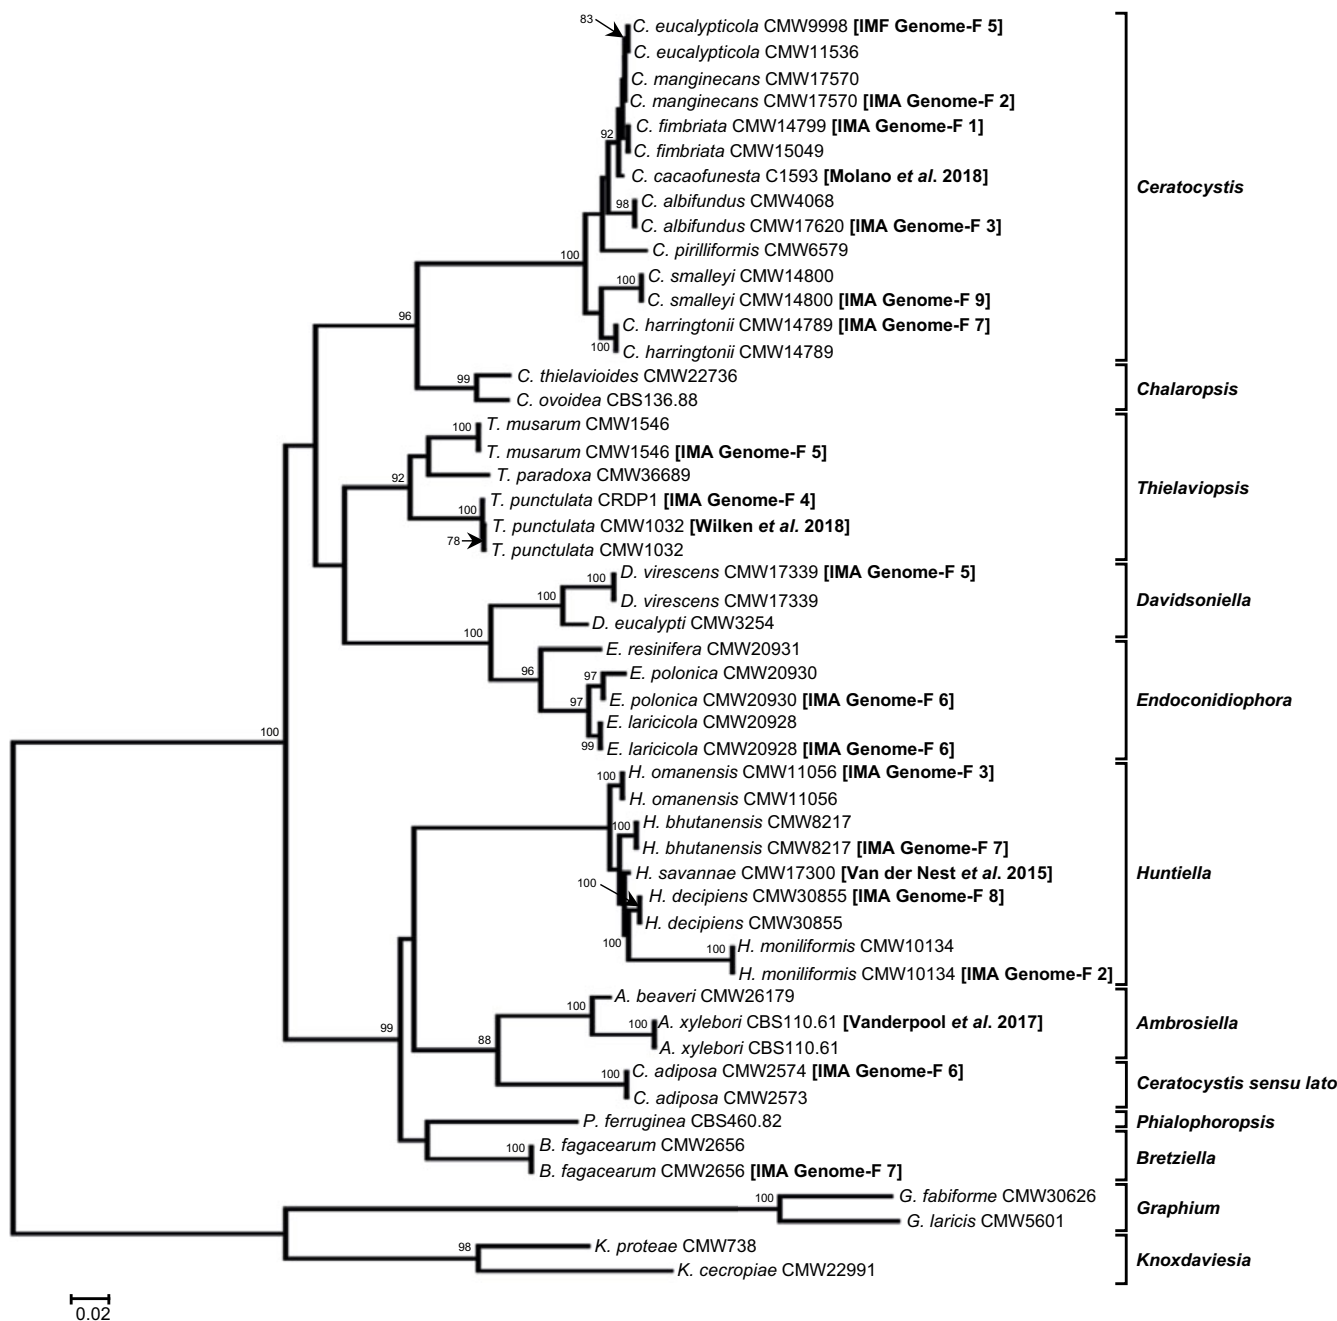 83
C. eucalypticola CMW9998 [IMF Genome-F 5]
C. eucalypticola CMW11536
C. manginecans CMW17570
C. manginecans CMW17570 [IMA Genome-F 2]
92
C. fimbriata CMW14799 [IMA Genome-F 1]
C. fimbriata CMW15049
C. cacaofunesta C1593 [Molano et al. 2018]
Ceratocystis
98
C. albifundus CMW4068
C. albifundus CMW17620 [IMA Genome-F 3]
100
C. pirilliformis CMW6579
100
C. smalleyi CMW14800
C. smalleyi CMW14800 [IMA Genome-F 9]
96
C. harringtonii CMW14789 [IMA Genome-F 7]
100
C. harringtonii CMW14789
99
C. thielavioides CMW22736
C. ovoidea CBS136.88
Chalaropsis
100
T. musarum CMW1546
T. musarum CMW1546 [IMA Genome-F 5]
92
T. paradoxa CMW36689
Thielaviopsis
100
T. punctulata CRDP1 [IMA Genome-F 4]
T. punctulata CMW1032 [Wilken et al. 2018]
78
T. punctulata CMW1032
100
D. virescens CMW17339 [IMA Genome-F 5]
100
D. virescens CMW17339
Davidsoniella
D. eucalypti CMW3254
100
E. resinifera CMW20931
96
97
E. polonica CMW20930
97
E. polonica CMW20930 [IMA Genome-F 6]
Endoconidiophora
E. laricicola CMW20928
99
E. laricicola CMW20928 [IMA Genome-F 6]
100
100
H. omanensis CMW11056 [IMA Genome-F 3]
H. omanensis CMW11056
100
H. bhutanensis CMW8217
H. bhutanensis CMW8217 [IMA Genome-F 7]
H. savannae CMW17300 [Van der Nest et al. 2015]
Huntiella
100
H. decipiens CMW30855 [IMA Genome-F 8]
H. decipiens CMW30855
100
100
H. moniliformis CMW10134
H. moniliformis CMW10134 [IMA Genome-F 2]
100
A. beaveri CMW26179
99
100
A. xylebori CBS110.61 [Vanderpool et al. 2017]
Ambrosiella
88
A. xylebori CBS110.61
100
C. adiposa CMW2574 [IMA Genome-F 6]
Ceratocystis sensu lato
C. adiposa CMW2573
P. ferruginea CBS460.82
Phialophoropsis
100
B. fagacearum CMW2656
Bretziella
B. fagacearum CMW2656 [IMA Genome-F 7]
100
G. fabiforme CMW30626
Graphium
G. laricis CMW5601
98
K. proteae CMW738
Knoxdaviesia
K. cecropiae CMW22991
0.02